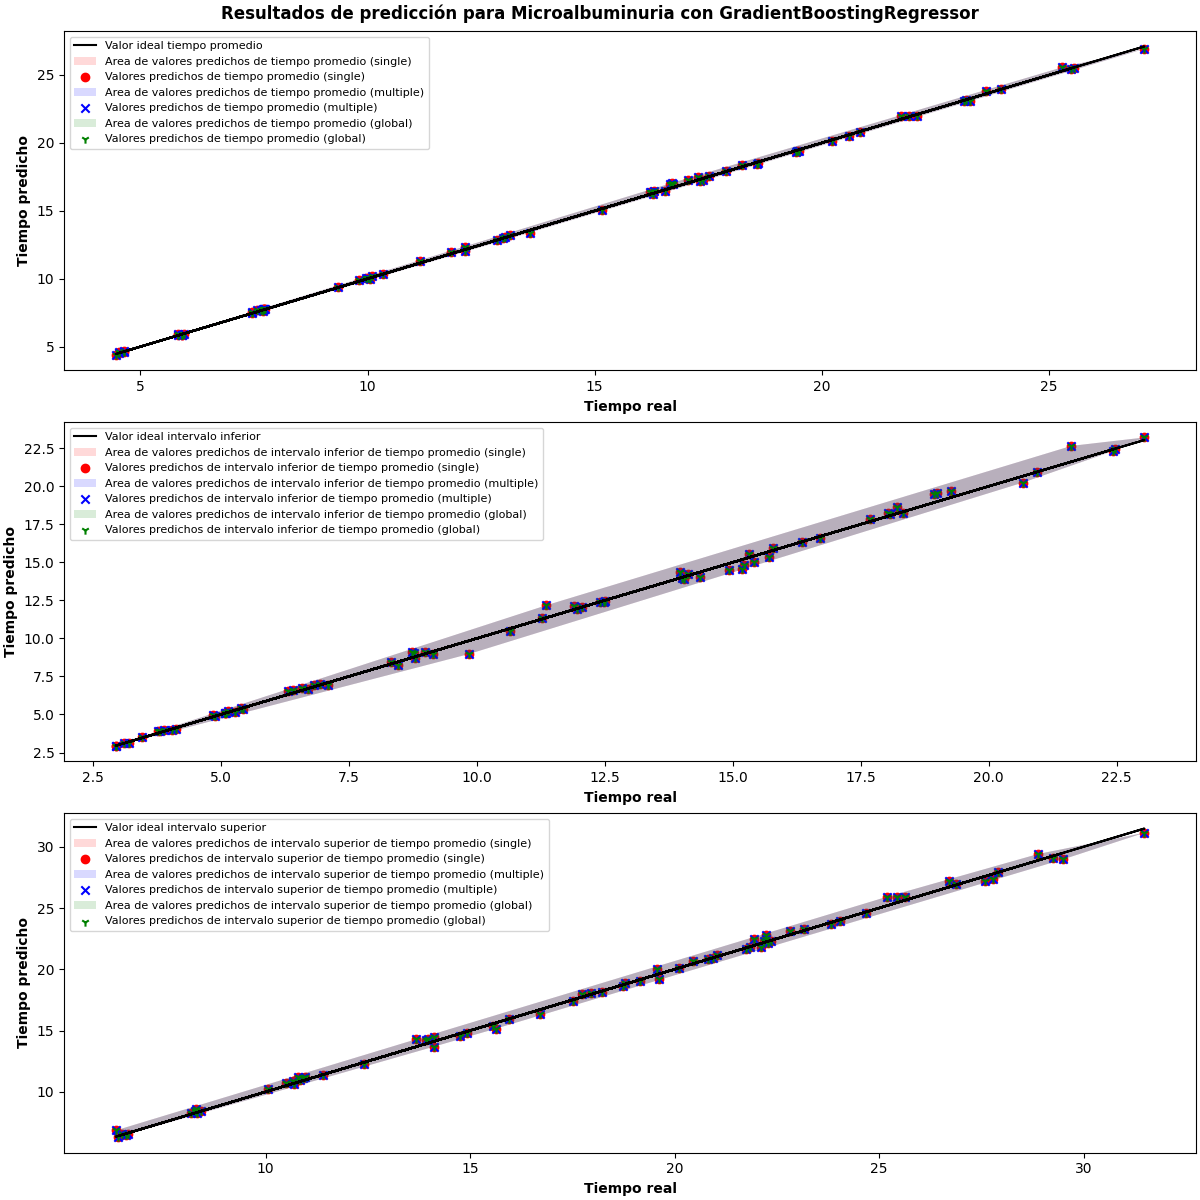 Resultados de predicción para Microalbuminuria con GradientBoostingRegressor
Valor ideal tiempo promedio
Area de valores predichos de tiempo promedio (single)
Valores predichos de tiempo promedio (single)
Area de valores predichos de tiempo promedio (multiple)
Valores predichos de tiempo promedio (multiple)
Area de valores predichos de tiempo promedio (global)
Valores predichos de tiempo promedio (global)
Tiempo predicho
25
20
15
10
5
5 10 15 20 25
Tiempo real
Valor ideal intervalo inferior
Area de valores predichos de intervalo inferior de tiempo promedio (single)
Valores predichos de intervalo inferior de tiempo promedio (single)
Area de valores predichos de intervalo inferior de tiempo promedio (multiple)
Valores predichos de intervalo inferior de tiempo promedio (multiple)
Area de valores predichos de intervalo inferior de tiempo promedio (global)
Valores predichos de intervalo inferior de tiempo promedio (global)
Tiempo predicho
22.5
20.0
17.5
15.0
12.5
10.0
7.5
5.0
2.5
2.5 5.0 7.5 10.0 12.5 15.0 17.5 20.0 22.5
Tiempo real
Valor ideal intervalo superior
Area de valores predichos de intervalo superior de tiempo promedio (single)
Valores predichos de intervalo superior de tiempo promedio (single)
Area de valores predichos de intervalo superior de tiempo promedio (multiple)
Valores predichos de intervalo superior de tiempo promedio (multiple)
Area de valores predichos de intervalo superior de tiempo promedio (global)
Valores predichos de intervalo superior de tiempo promedio (global)
Tiempo predicho
30
25
20
15
10
10 15 20 25 30
Tiempo real